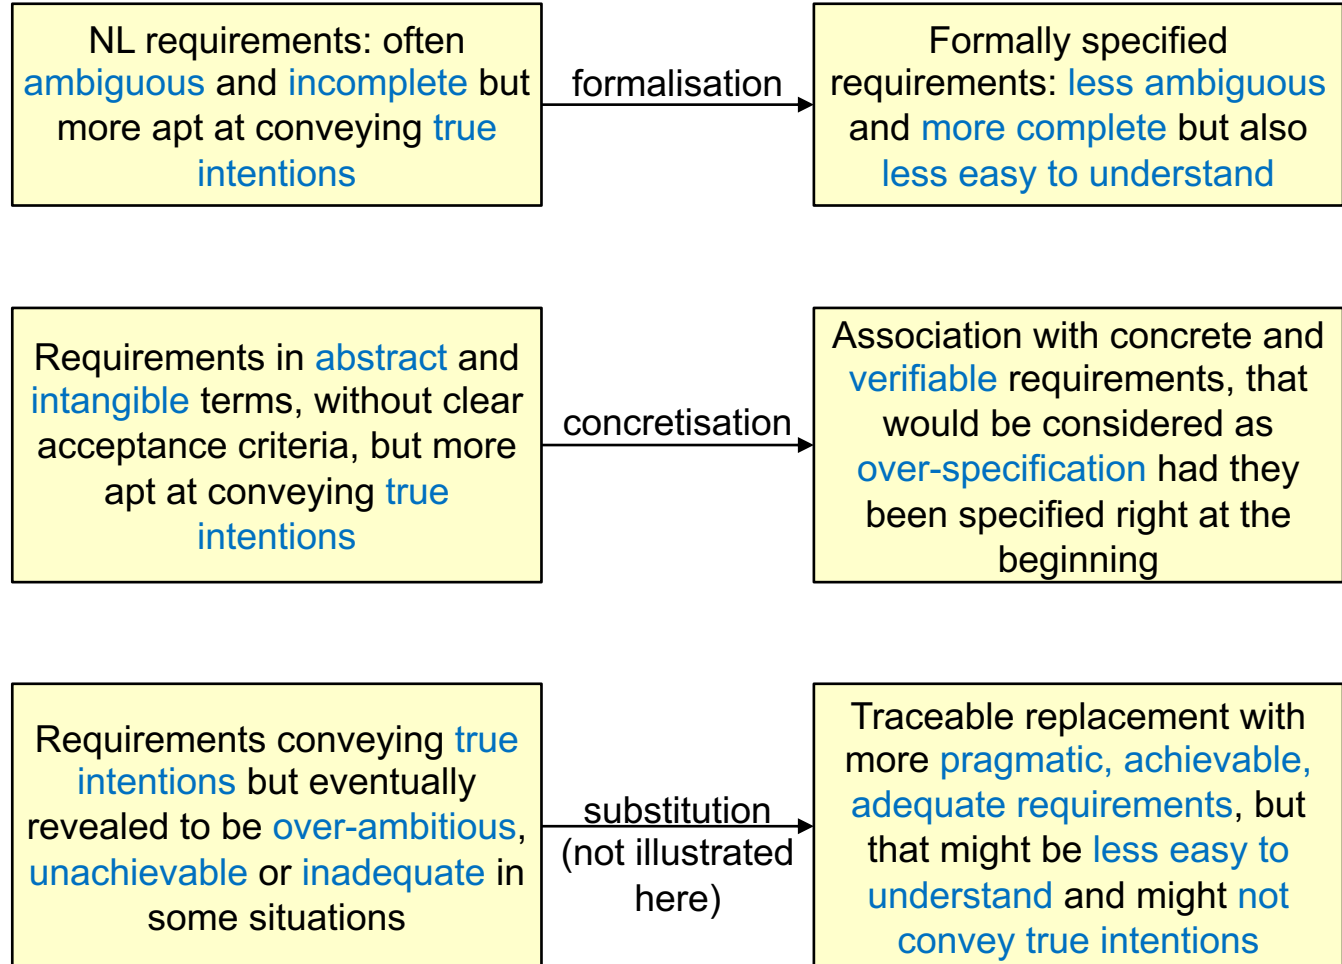 NL requirements: often
ambiguous and incomplete but
more apt at conveying true
intentions
formalisation
Formally specified
requirements: less ambiguous
and more complete but also
less easy to understand
Requirements in abstract and
intangible terms, without clear
acceptance criteria, but more
apt at conveying true
intentions
concretisation
Association with concrete and
verifiable requirements, that
would be considered as
over-specification had they
been specified right at the
beginning
Requirements conveying true
intentions but eventually
revealed to be over-ambitious,
unachievable or inadequate in
some situations
substitution
(not illustrated
here)
Traceable replacement with
more pragmatic, achievable,
adequate requirements, but
that might be less easy to
understand and might not
convey true intentions